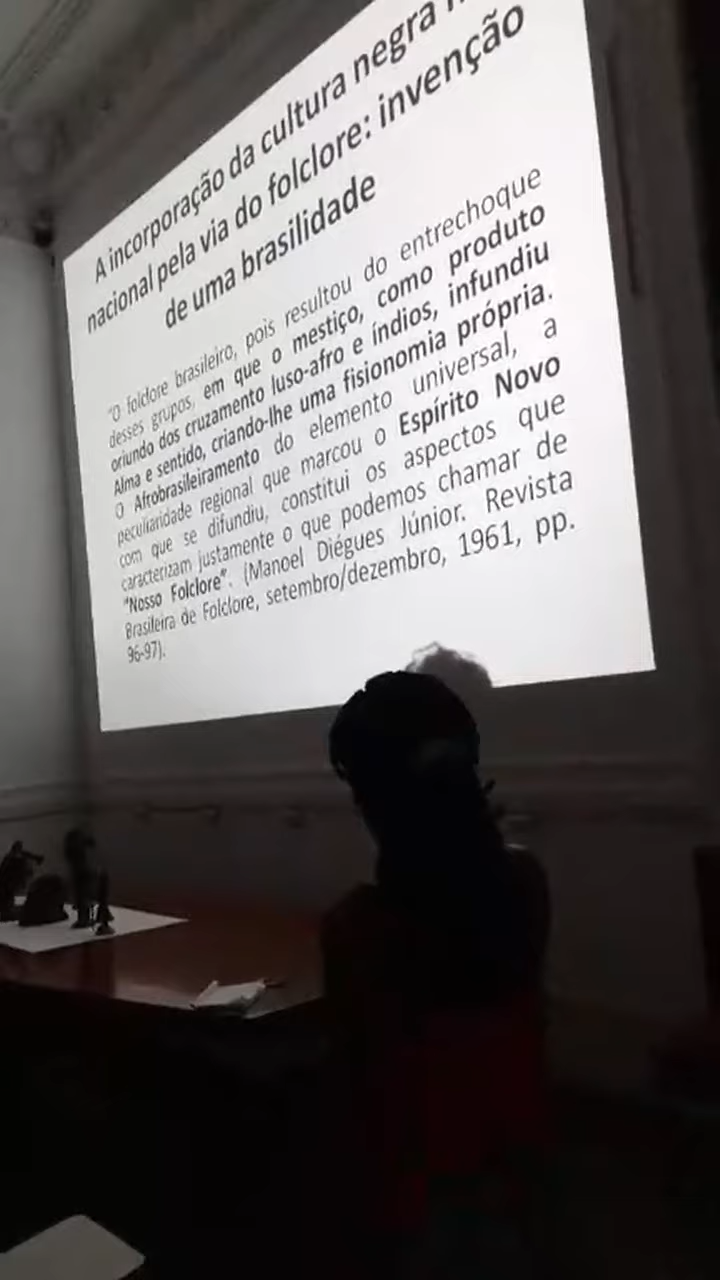 A incorporação da cultura negra
nacional pela via do folclore: invenção
de uma brasilidade
"O folclore brasileiro, pois resultou do entrechoque
desses grupos, em que o mestiço, como produto
oriundo dos cruzamento luso-afro e índios, infundiu
Alma e sentido, criando-lhe uma fisionomia própria.
O Afrobrasileiramento do elemento universal, a
peculiaridade regional que marcou o Espírito Novo
com que se difundiu, constitui os aspectos que
caracterizam justamente o que podemos chamar de
"Nosso Folclore". (Manoel Diégues Júnior. Revista
Brasileira de Folclore, setembro/dezembro, 1961, pp.
96-97).